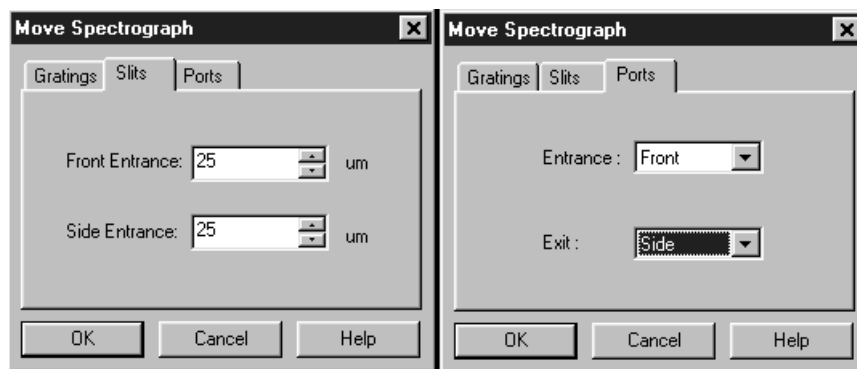 Move Spectrograph
Gratings Slits Ports
Front Entrance: 25 um
Side Entrance: 25 um
OK Cancel Help
Move Spectrograph
Gratings Slits Ports
Entrance : Front
Exit : Side
OK Cancel Help